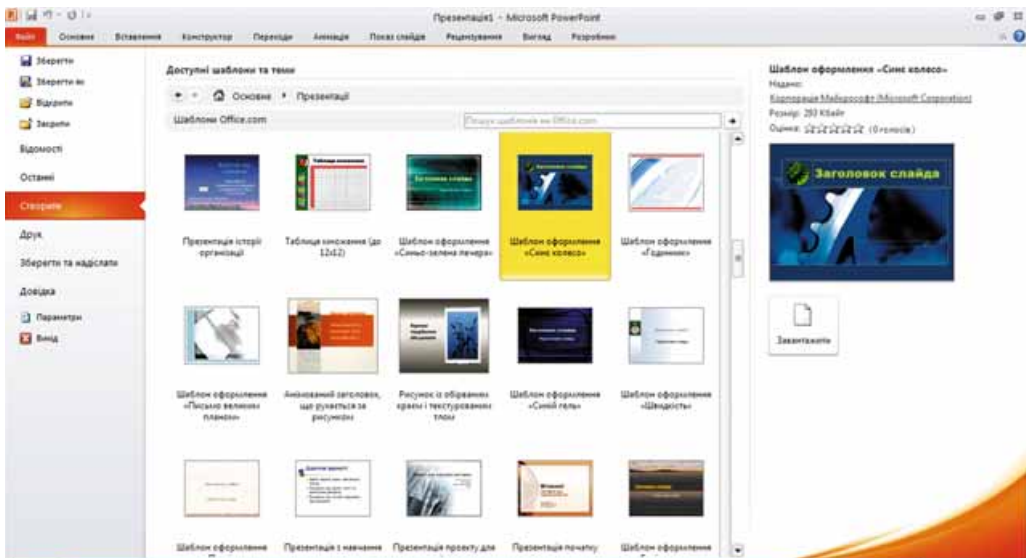 Презентація1 - Microsoft PowerPoint
Файл Основне Вставлення Конструктор Переходи Анімація Показ слайдів Рецензування Вигляд Розробник
Зберегти
Зберегти як
Відкрити
Закрити
Відомості
Останні
Створити
Друк
Зберегти та надіслати
Довідка
Параметри
Вихід
Доступні шаблони та теми
Основне Презентації
Шаблони Office.com
Пошук шаблонів на Office.com
Презентація історії
організації
Таблиця множення (до
12x12)
Шаблон оформлення
«Синьо-зелена печера»
Шаблон оформлення
«Синє колесо»
Шаблон оформлення
«Годинник»
Шаблон оформлення
«Письмо великим
планом»
Анімований заголовок,
що рухається за
рисунком
Рисунок із обірваним
краєм і текстурованим
тлом
Шаблон оформлення
«Синій гель»
Шаблон оформлення
«Швидкість»
Шаблон оформлення
Презентація з навчання
Презентація проекту для
Презентація початку
Шаблон оформлення
Шаблон оформлення «Синє колесо»
Надано:
Корпорація Майкрософт (Microsoft Corporation)
Розмір: 293 Кбайт
Оцінка: (0 голосів)
Заголовок слайда
Завантажити